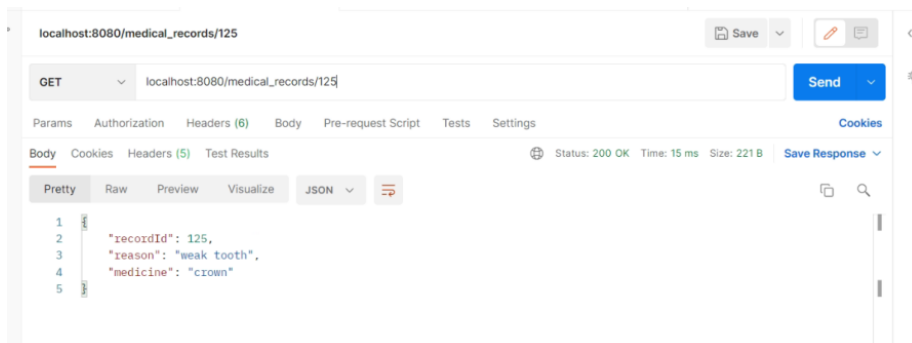 localhost:8080/medical_records/125
Save
GET
localhost:8080/medical_records/125
Send
Params Authorization Headers (6) Body Pre-request Script Tests Settings Cookies
Body Cookies Headers (5) Test Results Status: 200 OK Time: 15 ms Size: 221 B Save Response
Pretty Raw Preview Visualize JSON
1 {
2 "recordId": 125,
3 "reason": "weak tooth",
4 "medicine": "crown"
5 }